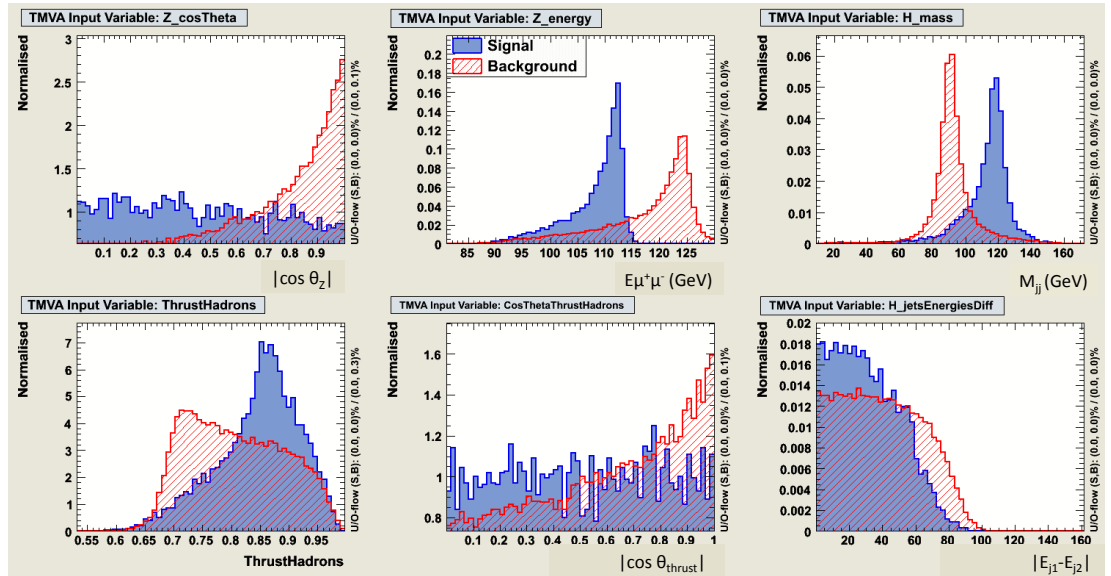 TMVA Input Variable: Z_cosTheta
Normalised
3
2.5
2
1.5
1
0.1 0.2 0.3 0.4 0.5 0.6 0.7 0.8 0.9
|cos θZ|
U/O-flow (S,B): (0.0, 0.0)% / (0.0, 0.1)%
TMVA Input Variable: Z_energy
Normalised
Signal
Background
0.2
0.18
0.16
0.14
0.12
0.1
0.08
0.06
0.04
0.02
0
85 90 95 100 105 110 115 120 125
Eμ⁺μ⁻ (GeV)
U/O-flow (S,B): (0.0, 0.0)% / (0.0, 0.0)%
TMVA Input Variable: H_mass
Normalised
0.06
0.05
0.04
0.03
0.02
0.01
0
20 40 60 80 100 120 140 160
Mjj (GeV)
U/O-flow (S,B): (0.0, 0.0)% / (0.0, 0.0)%
TMVA Input Variable: ThrustHadrons
Normalised
7
6
5
4
3
2
1
0
0.55 0.6 0.65 0.7 0.75 0.8 0.85 0.9 0.95
ThrustHadrons
U/O-flow (S,B): (0.0, 0.0)% / (0.0, 0.3)%
TMVA Input Variable: CosThetaThrustHadrons
Normalised
1.6
1.4
1.2
1
0.8
0.1 0.2 0.3 0.4 0.5 0.6 0.7 0.8 0.9 1
|cos θthrust|
U/O-flow (S,B): (0.0, 0.0)% / (0.0, 0.1)%
TMVA Input Variable: H_jetsEnergiesDiff
Normalised
0.02
0.018
0.016
0.014
0.012
0.01
0.008
0.006
0.004
0.002
0
20 40 60 80 100 120 140 160
|Ej1-Ej2|
U/O-flow (S,B): (0.0, 0.0)% / (0.0, 0.0)%